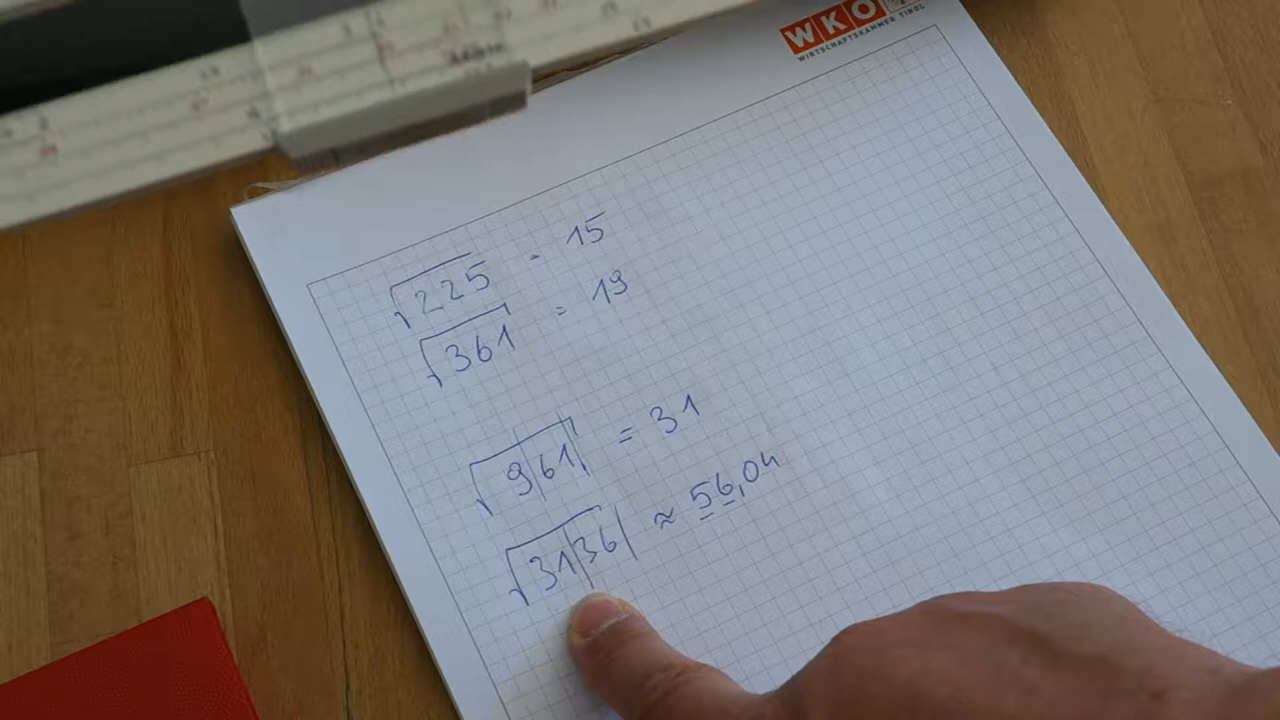 WKO
WIRTSCHAFTSKAMMER TIROL
√225 = 15
√361 = 19
√9|61| = 31
√31|36| ≈ 56,04